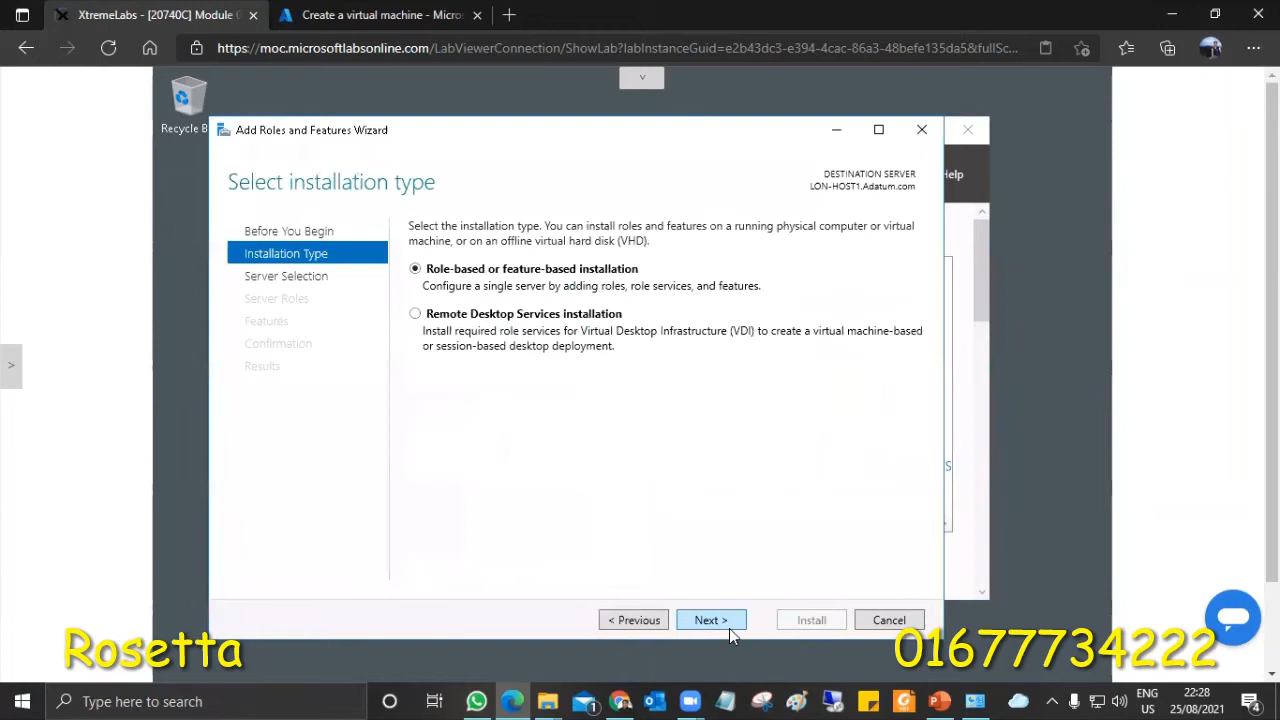 XtremeLabs - [20740C] Module
Create a virtual machine - Micros
https://moc.microsoftlabsonline.com/LabViewerConnection/ShowLab?labInstanceGuid=e2b43dc3-e394-4cac-86a3-48befe135da5&fullSc...
Recycle B
Add Roles and Features Wizard
Help
Select installation type
DESTINATION SERVER
LON-HOST1.Adatum.com
Before You Begin
Installation Type
Server Selection
Server Roles
Features
Confirmation
Results
Select the installation type. You can install roles and features on a running physical computer or virtual
machine, or on an offline virtual hard disk (VHD).
Role-based or feature-based installation
Configure a single server by adding roles, role services, and features.
Remote Desktop Services installation
Install required role services for Virtual Desktop Infrastructure (VDI) to create a virtual machine-based
or session-based desktop deployment.
< Previous
Next >
Install
Cancel
Rosetta
01677734222
Type here to search
ENG
US
22:28
25/08/2021